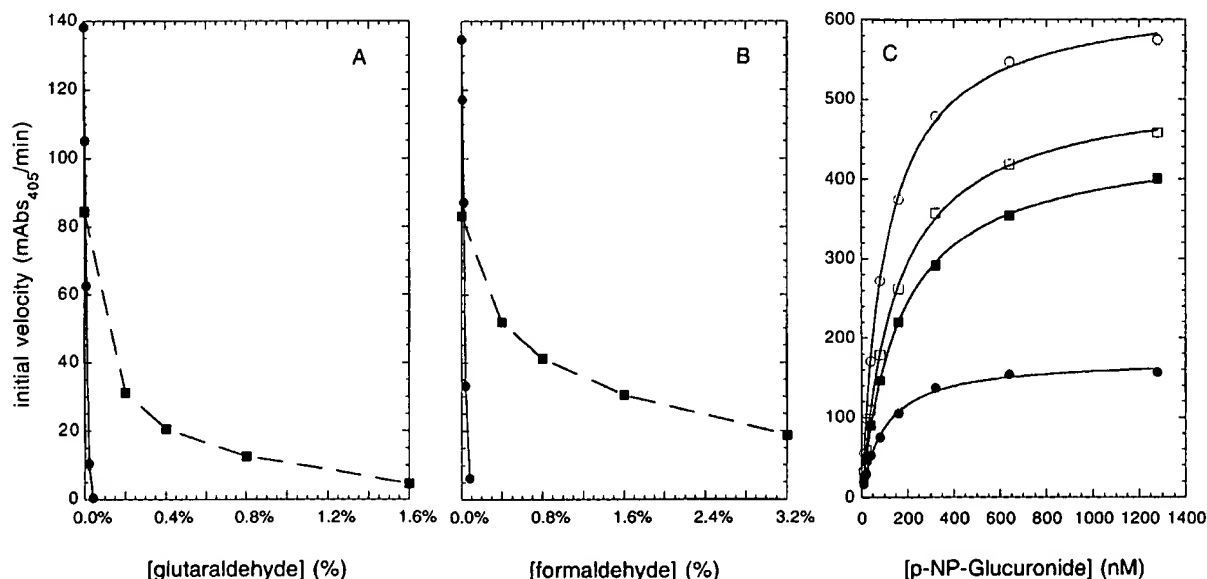 A
B
C
initial velocity (mAbs405/min)
140
120
100
80
60
40
20
0
0.0% 0.4% 0.8% 1.2% 1.6%
[glutaraldehyde] (%)
0.0% 0.8% 1.6% 2.4% 3.2%
[formaldehyde] (%)
600
500
400
300
200
100
0
0 200 400 600 800 1000 1200 1400
[p-NP-Glucuronide] (nM)